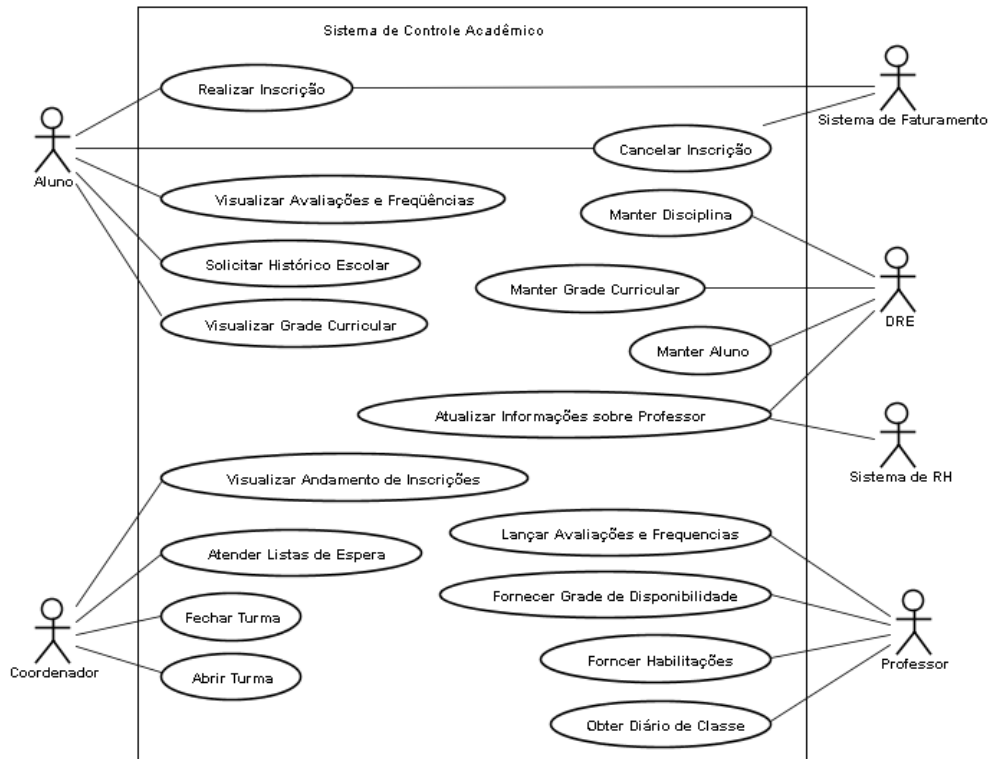 Sistema de Controle Acadêmico
Realizar Inscrição
Sistema de Faturamento
Cancelar Inscrição
Aluno
Visualizar Avaliações e Freqüências
Manter Disciplina
Solicitar Histórico Escolar
Manter Grade Curricular
Visualizar Grade Curricular
DRE
Manter Aluno
Atualizar Informações sobre Professor
Visualizar Andamento de Inscrições
Sistema de RH
Lançar Avaliações e Frequencias
Atender Listas de Espera
Fornecer Grade de Disponibilidade
Fechar Turma
Forncer Habilitações
Professor
Coordenador
Abrir Turma
Obter Diário de Classe